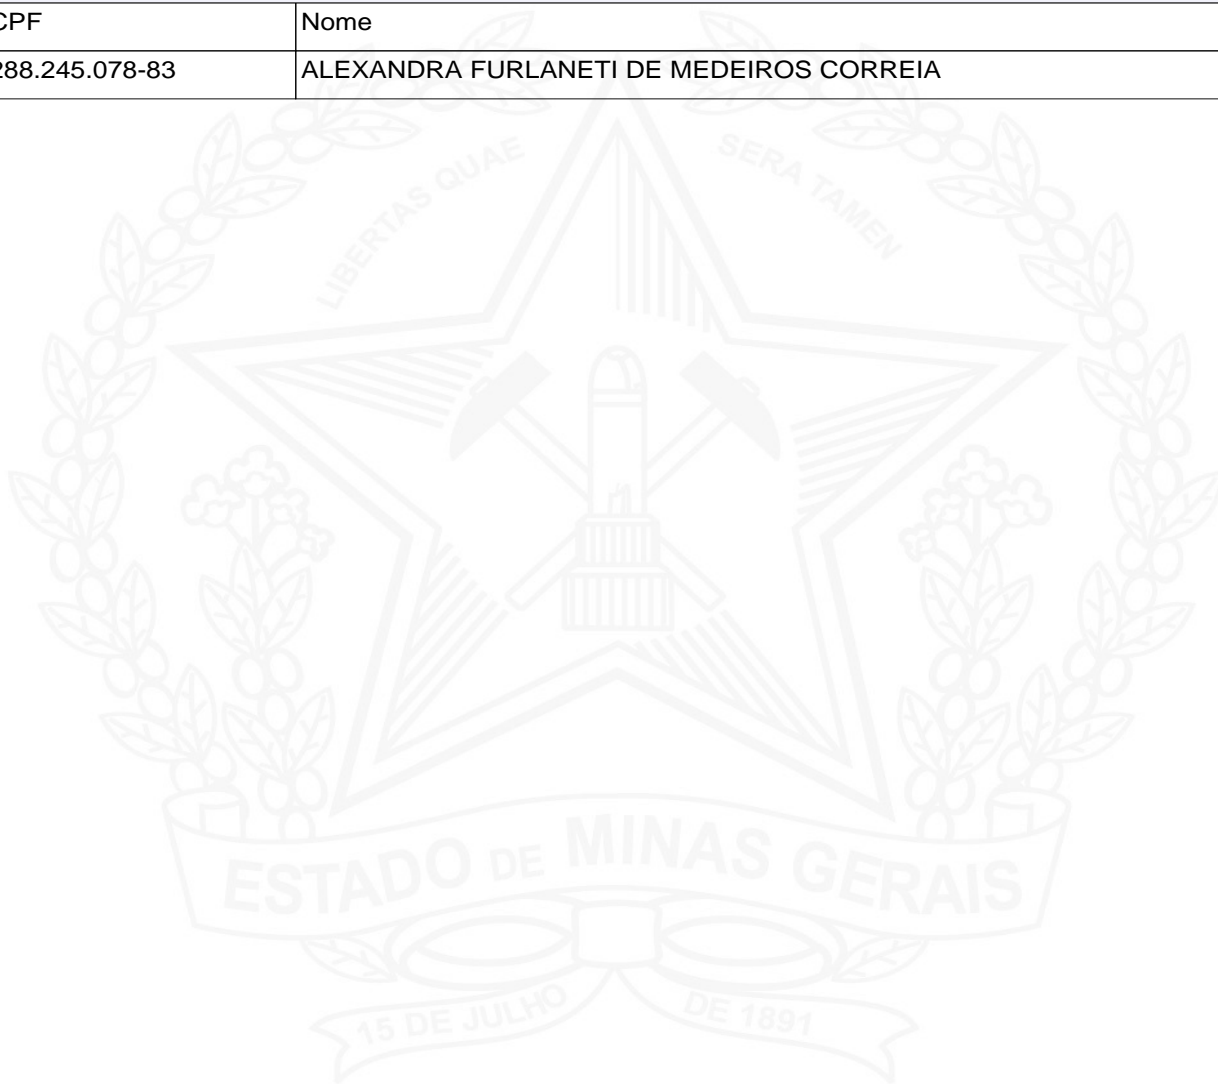 CPF Nome
288.245.078-83 ALEXANDRA FURLANETI DE MEDEIROS CORREIA
LIBERTAS QUAE SERA TAMEN
ESTADO DE MINAS GERAIS
15 DE JULHO DE 1891